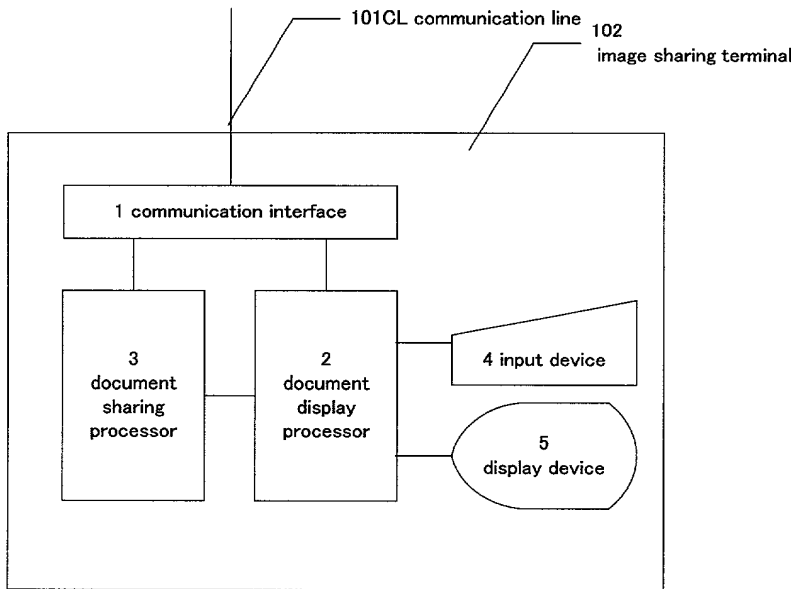 101CL communication line
102
image sharing terminal
1 communication interface
3
document
sharing
processor
2
document
display
processor
4 input device
5
display device